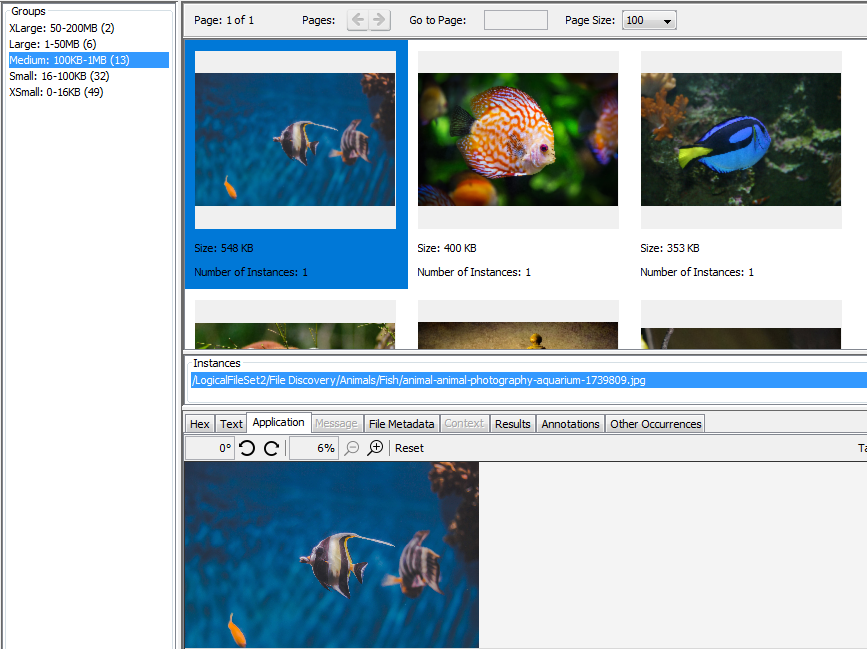 Groups
XLarge: 50-200MB (2)
Large: 1-50MB (6)
Medium: 100KB-1MB (13)
Small: 16-100KB (32)
XSmall: 0-16KB (49)
Page: 1 of 1 Pages: Go to Page: Page Size: 100
Size: 548 KB Size: 400 KB Size: 353 KB
Number of Instances: 1 Number of Instances: 1 Number of Instances: 1
Instances
/LogicalFileSet2/File Discovery/Animals/Fish/animal-animal-photography-aquarium-1739809.jpg
Hex Text Application Message File Metadata Context Results Annotations Other Occurrences
0° 6% Reset